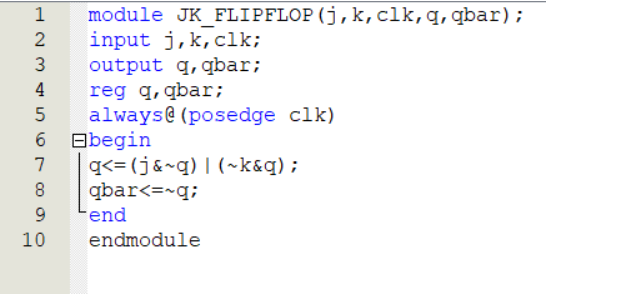 1 module JK_FLIPFLOP(j,k,clk,q,qbar);
2 input j,k,clk;
3 output q,qbar;
4 reg q,qbar;
5 always@(posedge clk)
6 begin
7 q<=(j&~q)|(~k&q);
8 qbar<=~q;
9 end
10 endmodule